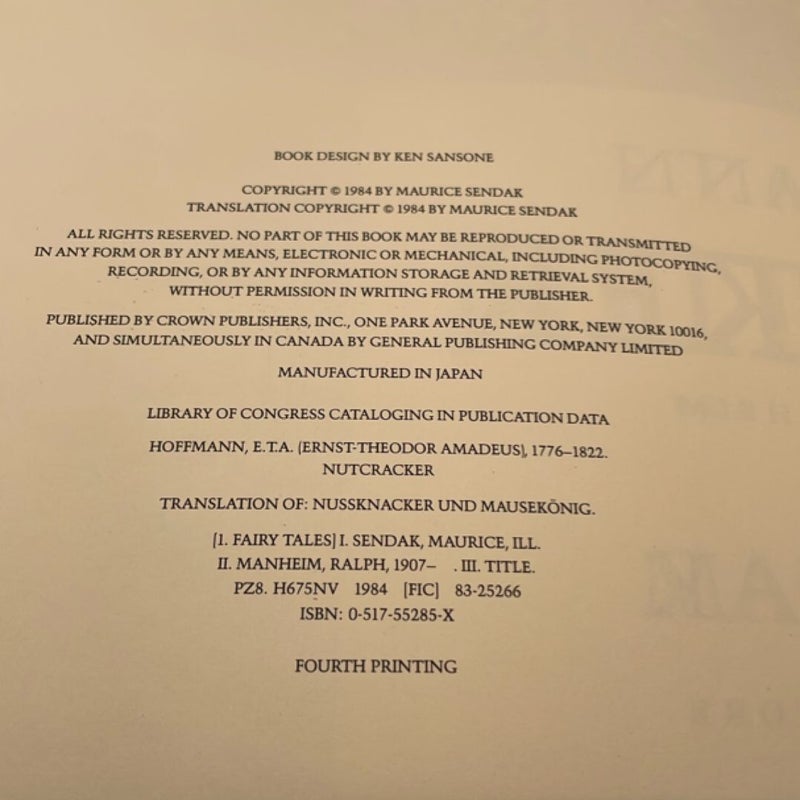 BOOK DESIGN BY KEN SANSONE
COPYRIGHT © 1984 BY MAURICE SENDAK
TRANSLATION COPYRIGHT © 1984 BY MAURICE SENDAK
ALL RIGHTS RESERVED. NO PART OF THIS BOOK MAY BE REPRODUCED OR TRANSMITTED
IN ANY FORM OR BY ANY MEANS, ELECTRONIC OR MECHANICAL, INCLUDING PHOTOCOPYING,
RECORDING, OR BY ANY INFORMATION STORAGE AND RETRIEVAL SYSTEM,
WITHOUT PERMISSION IN WRITING FROM THE PUBLISHER.
PUBLISHED BY CROWN PUBLISHERS, INC., ONE PARK AVENUE, NEW YORK, NEW YORK 10016,
AND SIMULTANEOUSLY IN CANADA BY GENERAL PUBLISHING COMPANY LIMITED
MANUFACTURED IN JAPAN
LIBRARY OF CONGRESS CATALOGING IN PUBLICATION DATA
HOFFMANN, E.T.A. (ERNST-THEODOR AMADEUS), 1776–1822.
NUTCRACKER
TRANSLATION OF: NUSSKNACKER UND MAUSEKÖNIG.
[1. FAIRY TALES] I. SENDAK, MAURICE, ILL.
II. MANHEIM, RALPH, 1907– . III. TITLE.
PZ8. H675NV 1984 [FIC] 83-25266
ISBN: 0-517-55285-X
FOURTH PRINTING